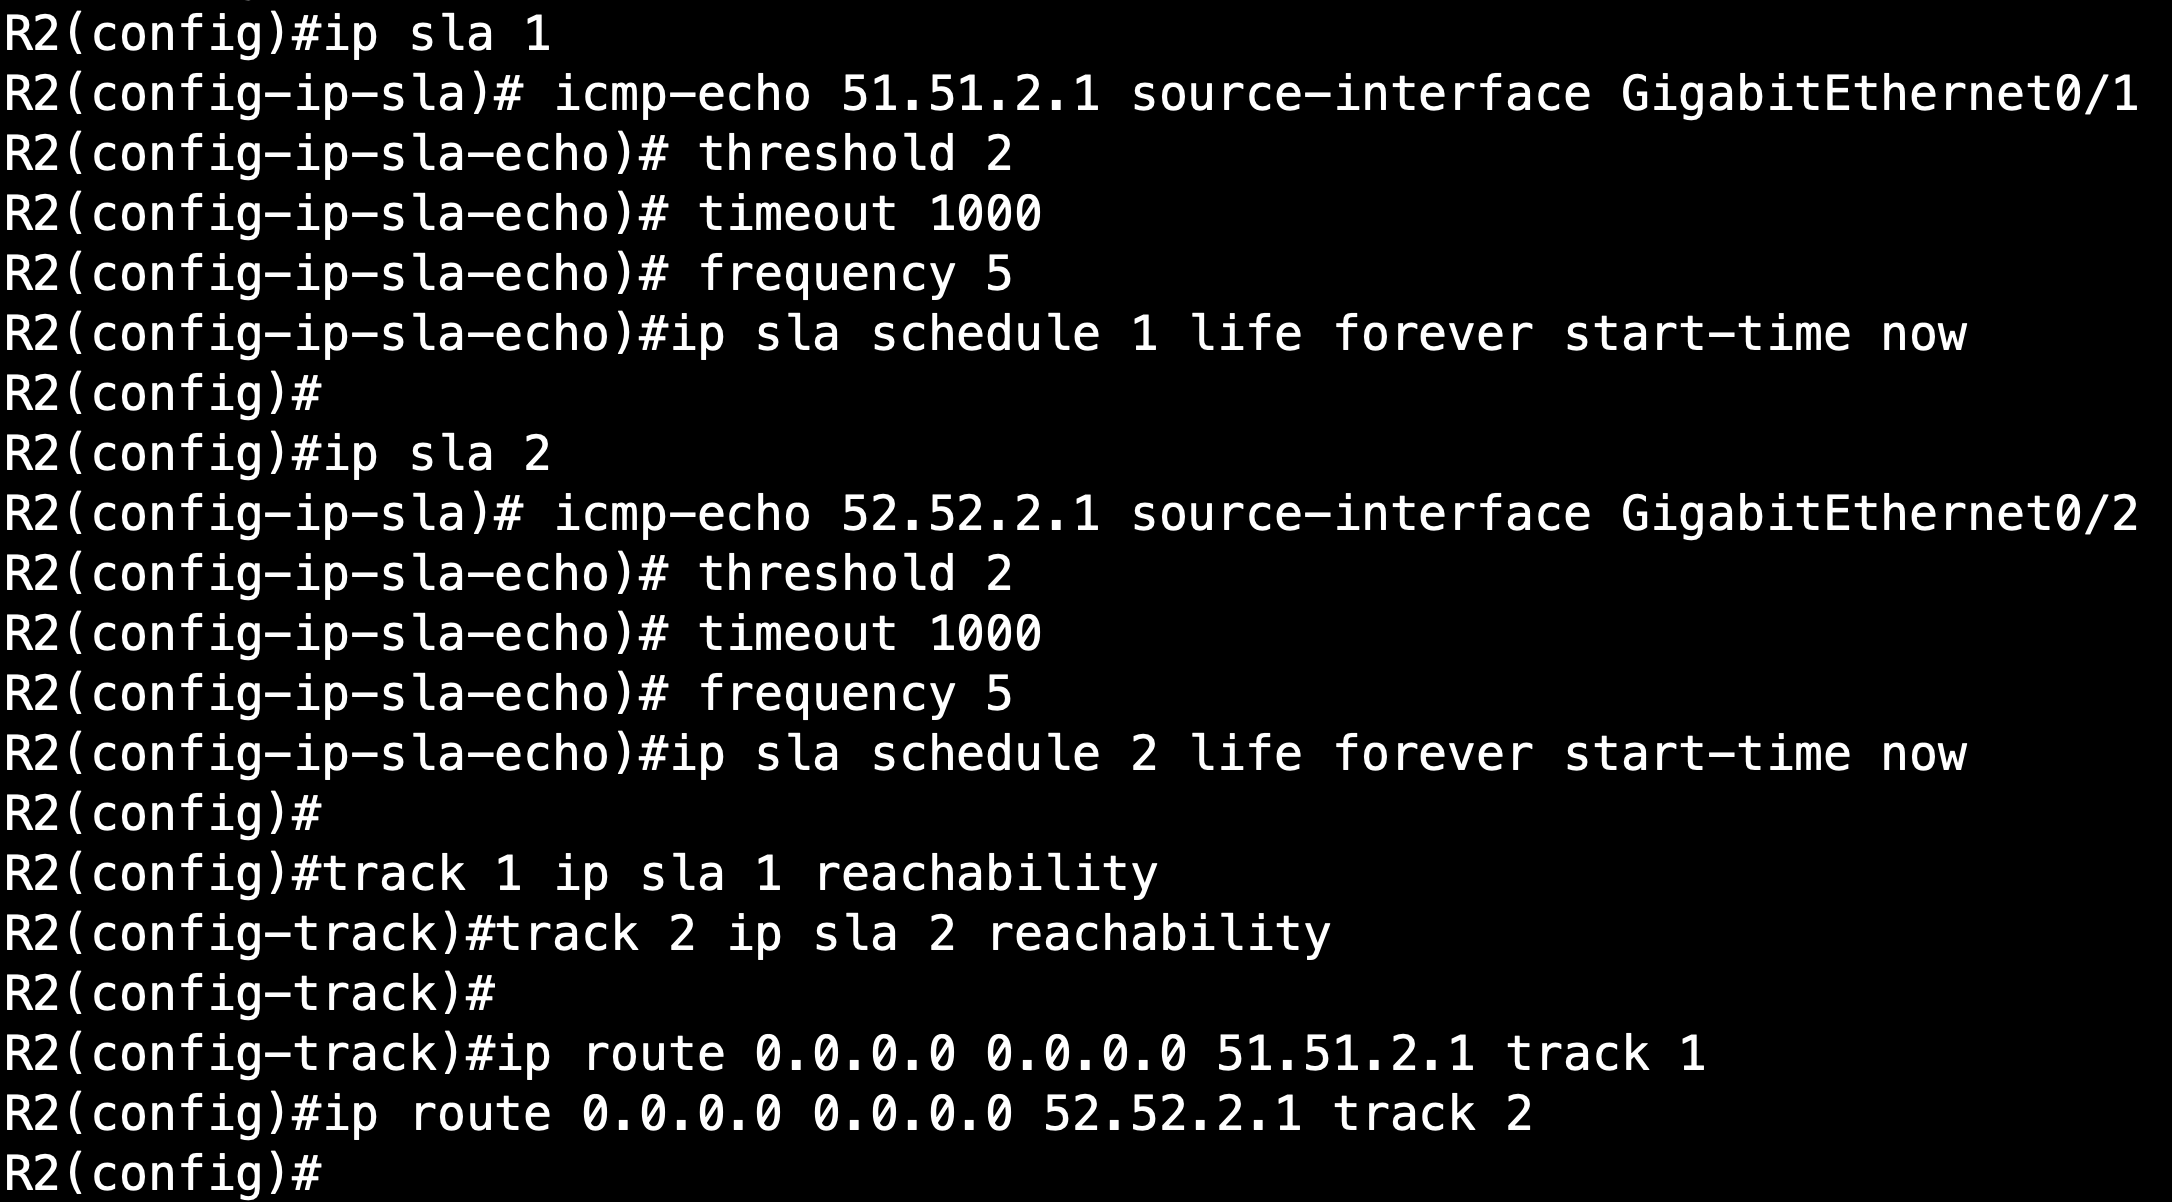 R2(config)#ip sla 1
R2(config-ip-sla)# icmp-echo 51.51.2.1 source-interface GigabitEthernet0/1
R2(config-ip-sla-echo)# threshold 2
R2(config-ip-sla-echo)# timeout 1000
R2(config-ip-sla-echo)# frequency 5
R2(config-ip-sla-echo)#ip sla schedule 1 life forever start-time now
R2(config)#
R2(config)#ip sla 2
R2(config-ip-sla)# icmp-echo 52.52.2.1 source-interface GigabitEthernet0/2
R2(config-ip-sla-echo)# threshold 2
R2(config-ip-sla-echo)# timeout 1000
R2(config-ip-sla-echo)# frequency 5
R2(config-ip-sla-echo)#ip sla schedule 2 life forever start-time now
R2(config)#
R2(config)#track 1 ip sla 1 reachability
R2(config-track)#track 2 ip sla 2 reachability
R2(config-track)#
R2(config-track)#ip route 0.0.0.0 0.0.0.0 51.51.2.1 track 1
R2(config)#ip route 0.0.0.0 0.0.0.0 52.52.2.1 track 2
R2(config)#